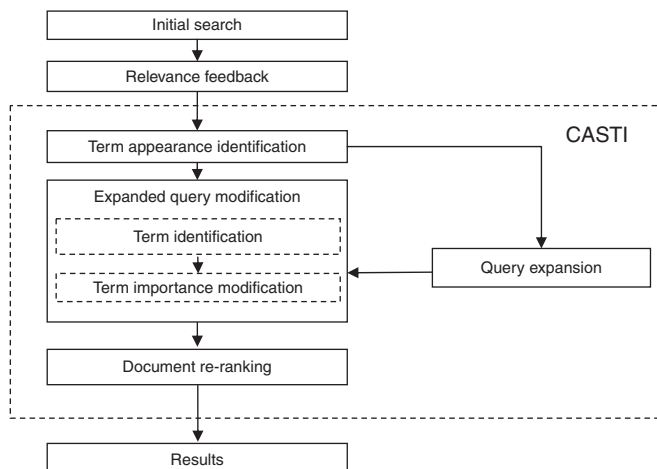 Initial search
Relevance feedback
CASTI
Term appearance identification
Expanded query modification
Term identification
Query expansion
Term importance modification
Document re-ranking
Results